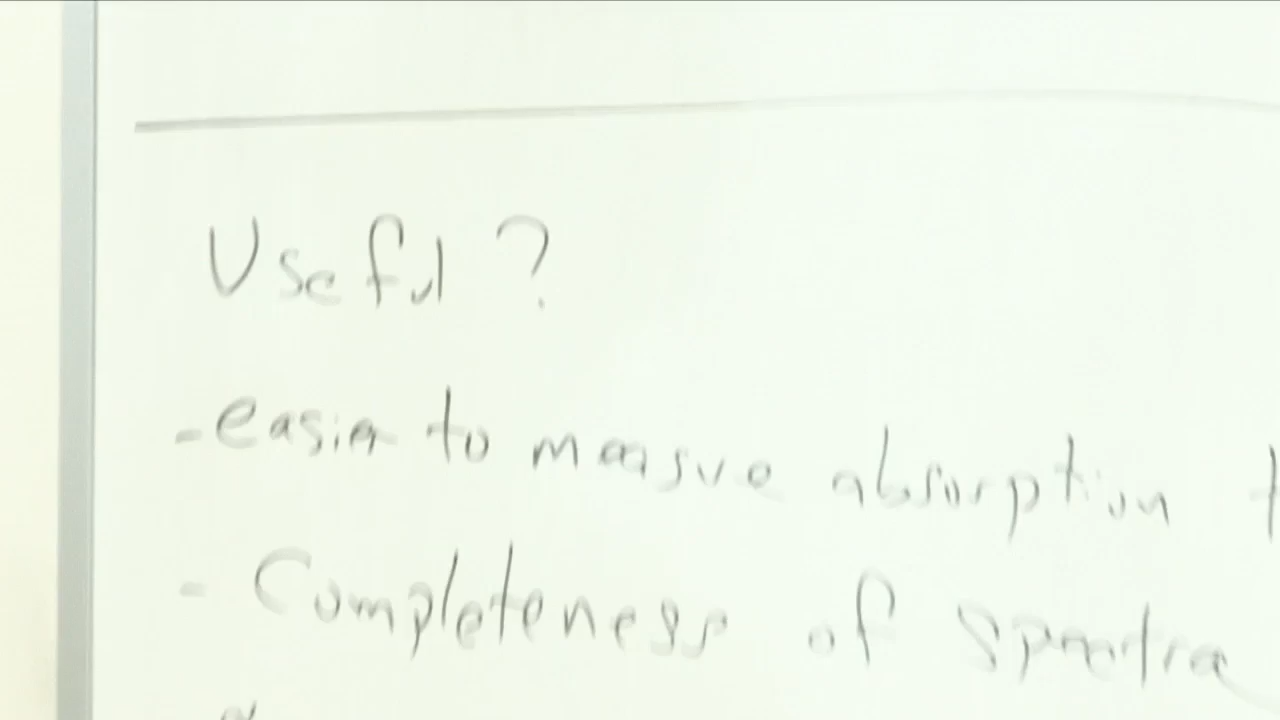 Useful ?
- easier to measure absorption
- Completeness of spectra